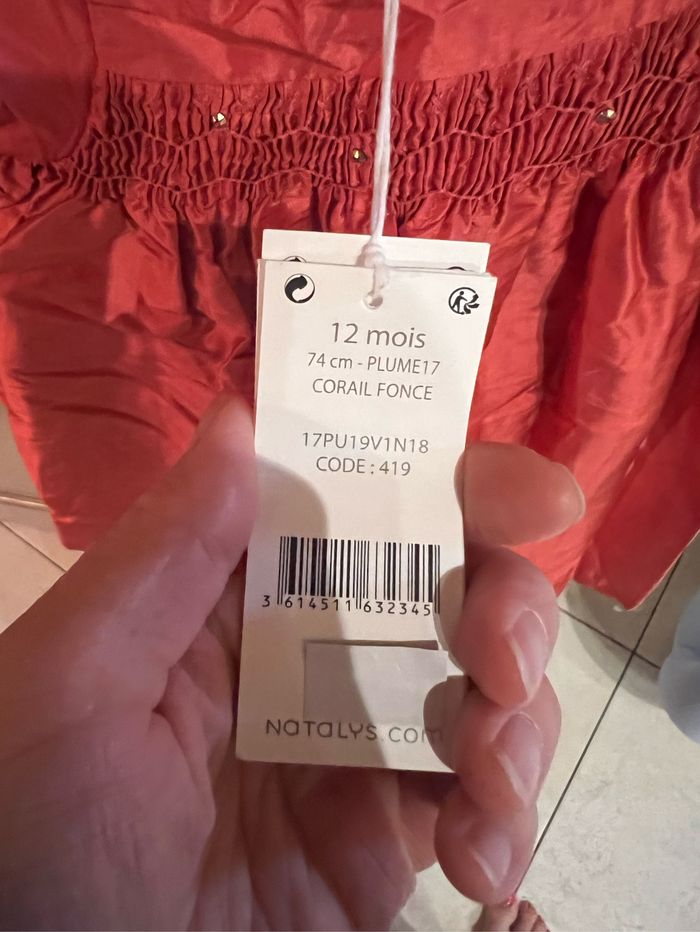 12 mois
74 cm - PLUME17
CORAIL FONCE
17PU19V1N18
CODE : 419
3 614511 632345
NATALYS.COM